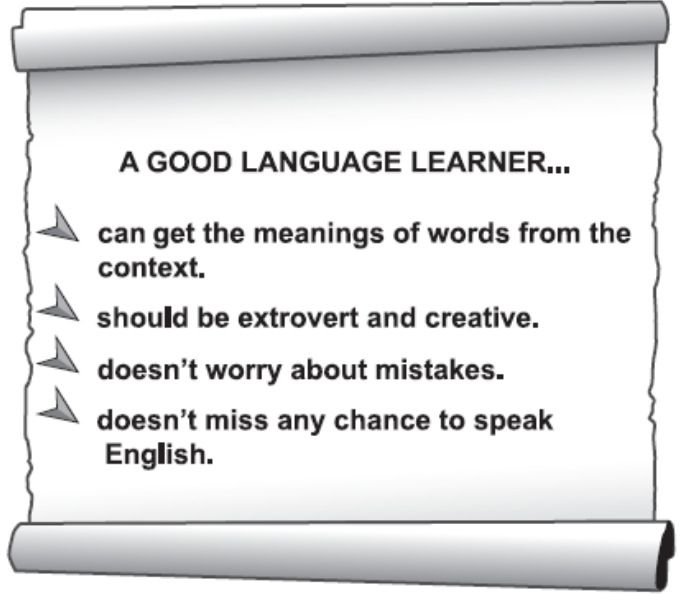 A GOOD LANGUAGE LEARNER...
can get the meanings of words from the
context.
should be extrovert and creative.
doesn't worry about mistakes.
doesn't miss any chance to speak
English.